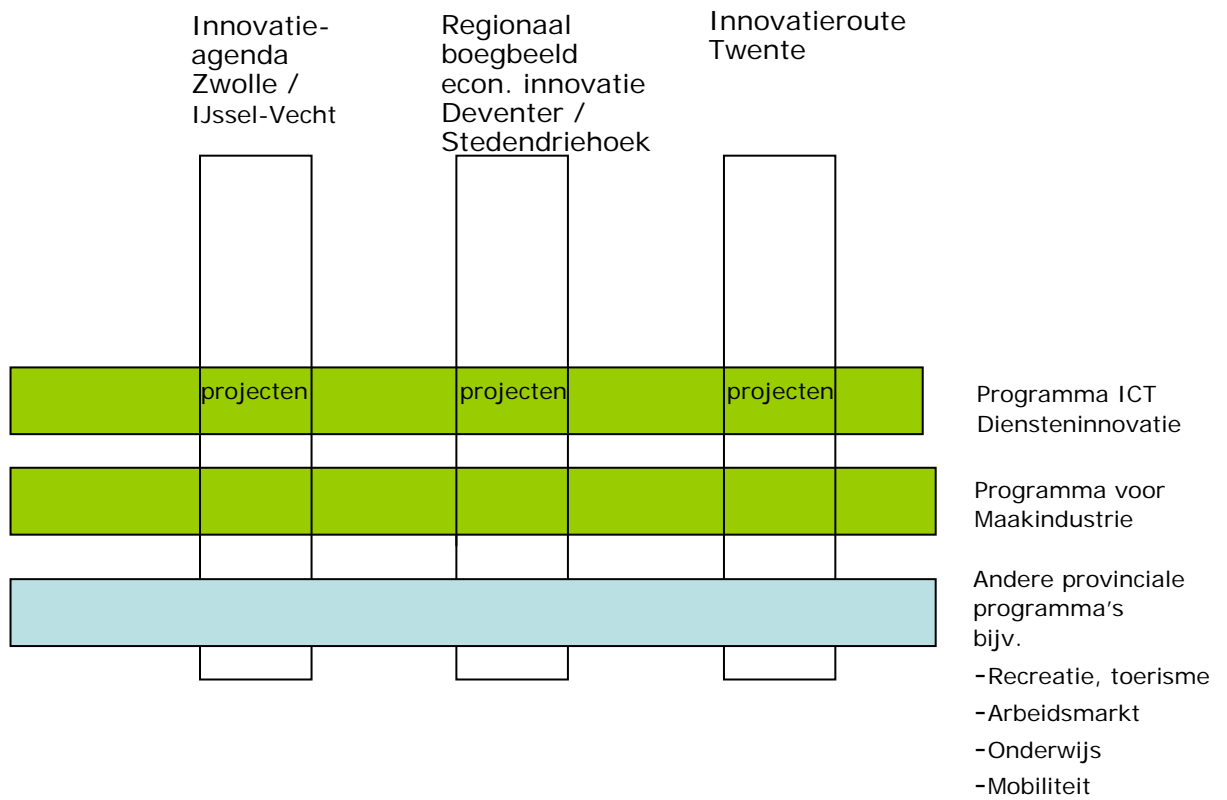 Innovatie-
agenda
Zwolle /
IJssel-Vecht
Regionaal
boegbeeld
econ. innovatie
Deventer /
Stedendriehoek
Innovatieroute
Twente
projecten
projecten
projecten
Programma ICT
Diensteninnovatie
Programma voor
Maakindustrie
Andere provinciale
programma's
bijv.
-Recreatie, toerisme
-Arbeidsmarkt
-Onderwijs
-Mobiliteit